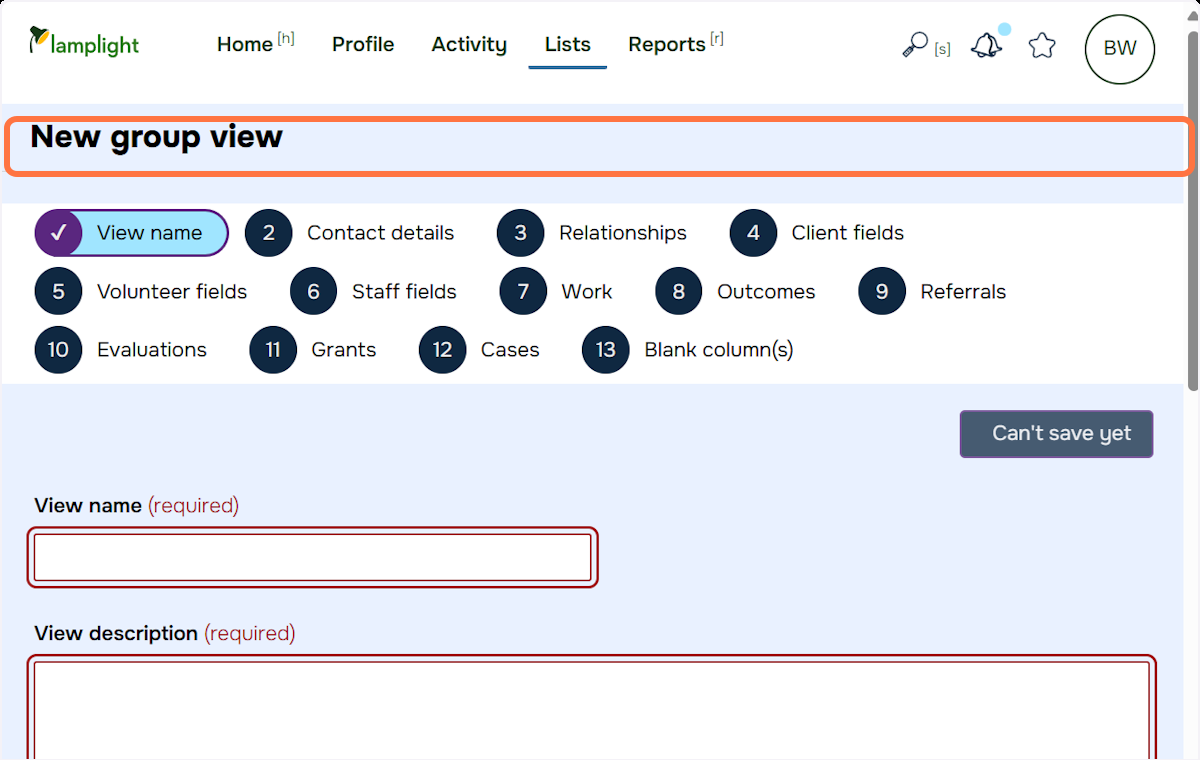 lamplight Home [h] Profile Activity Lists Reports [r] [s] BW
New group view
✓ View name 2 Contact details 3 Relationships 4 Client fields
5 Volunteer fields 6 Staff fields 7 Work 8 Outcomes 9 Referrals
10 Evaluations 11 Grants 12 Cases 13 Blank column(s)
Can't save yet
View name (required)
View description (required)